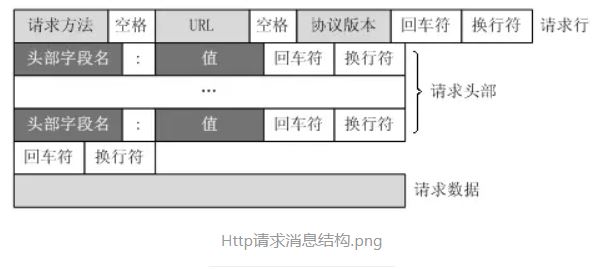 请求方法 空格 URL 空格 协议版本 回车符 换行符 请求行
头部字段名 : 值 回车符 换行符
... 请求头部
头部字段名 : 值 回车符 换行符
回车符 换行符
请求数据
Http请求消息结构.png